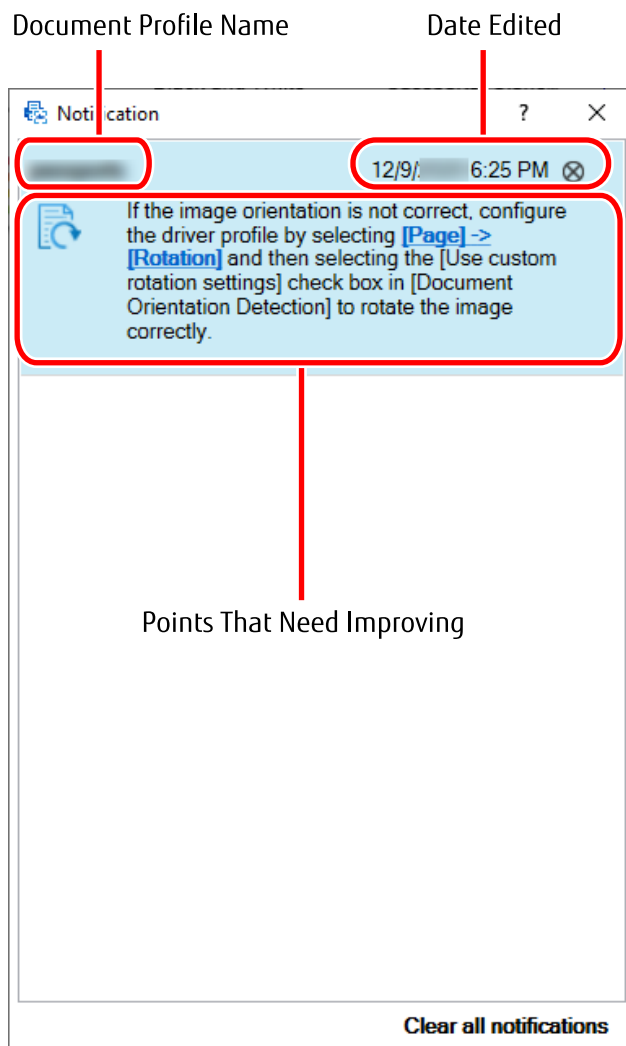 Document Profile Name
Date Edited
Notification
?
12/9/ 6:25 PM
If the image orientation is not correct, configure
the driver profile by selecting [Page] ->
[Rotation] and then selecting the [Use custom
rotation settings] check box in [Document
Orientation Detection] to rotate the image
correctly.
Points That Need Improving
Clear all notifications